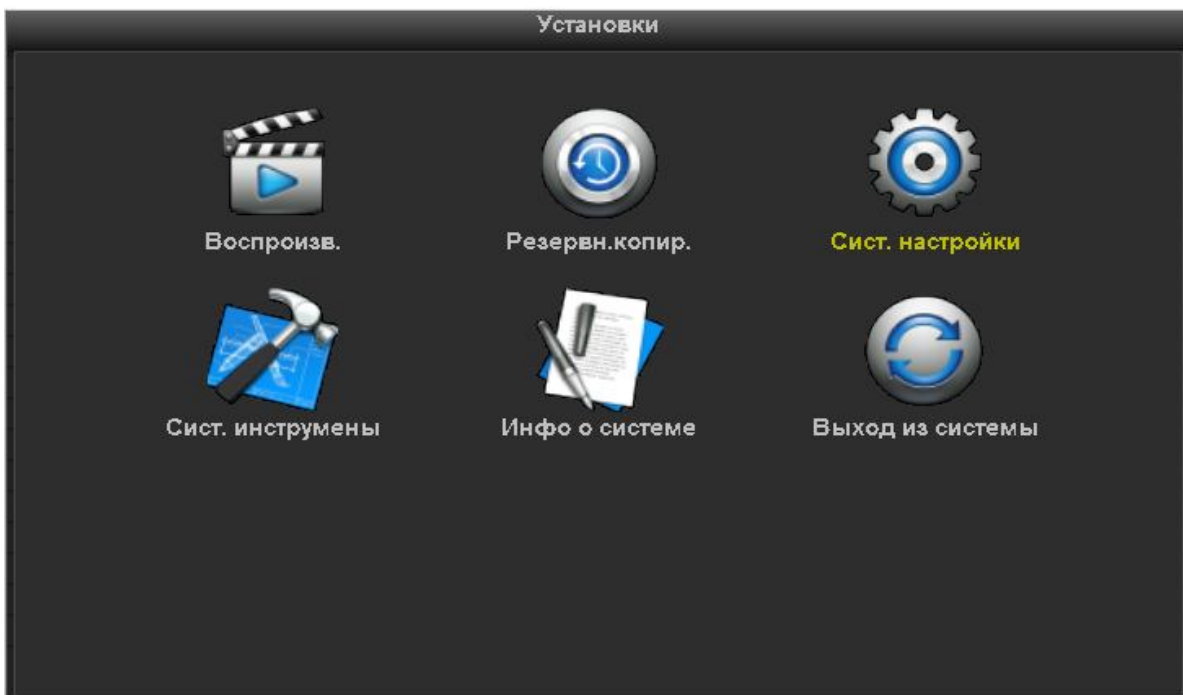 Установки
Воспроизв.
Резервн.копир.
Сист. настройки
Сист. инструмены
Инфо о системе
Выход из системы